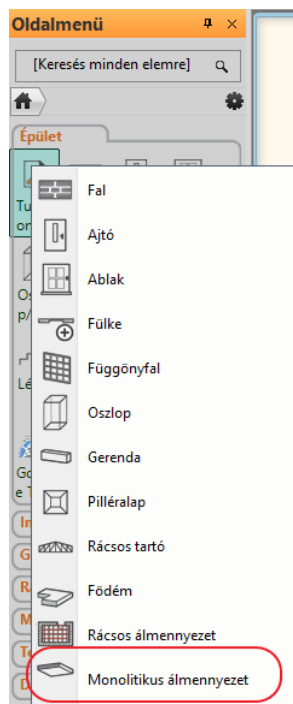 Oldalmenü
[Keresés minden elemre]
Épület
Fal
Ajtó
Ablak
Fülke
Függönyfal
Oszlop
Gerenda
Pilléralap
Rácsos tartó
Födém
Rácsos álmennyezet
Monolitikus álmennyezet